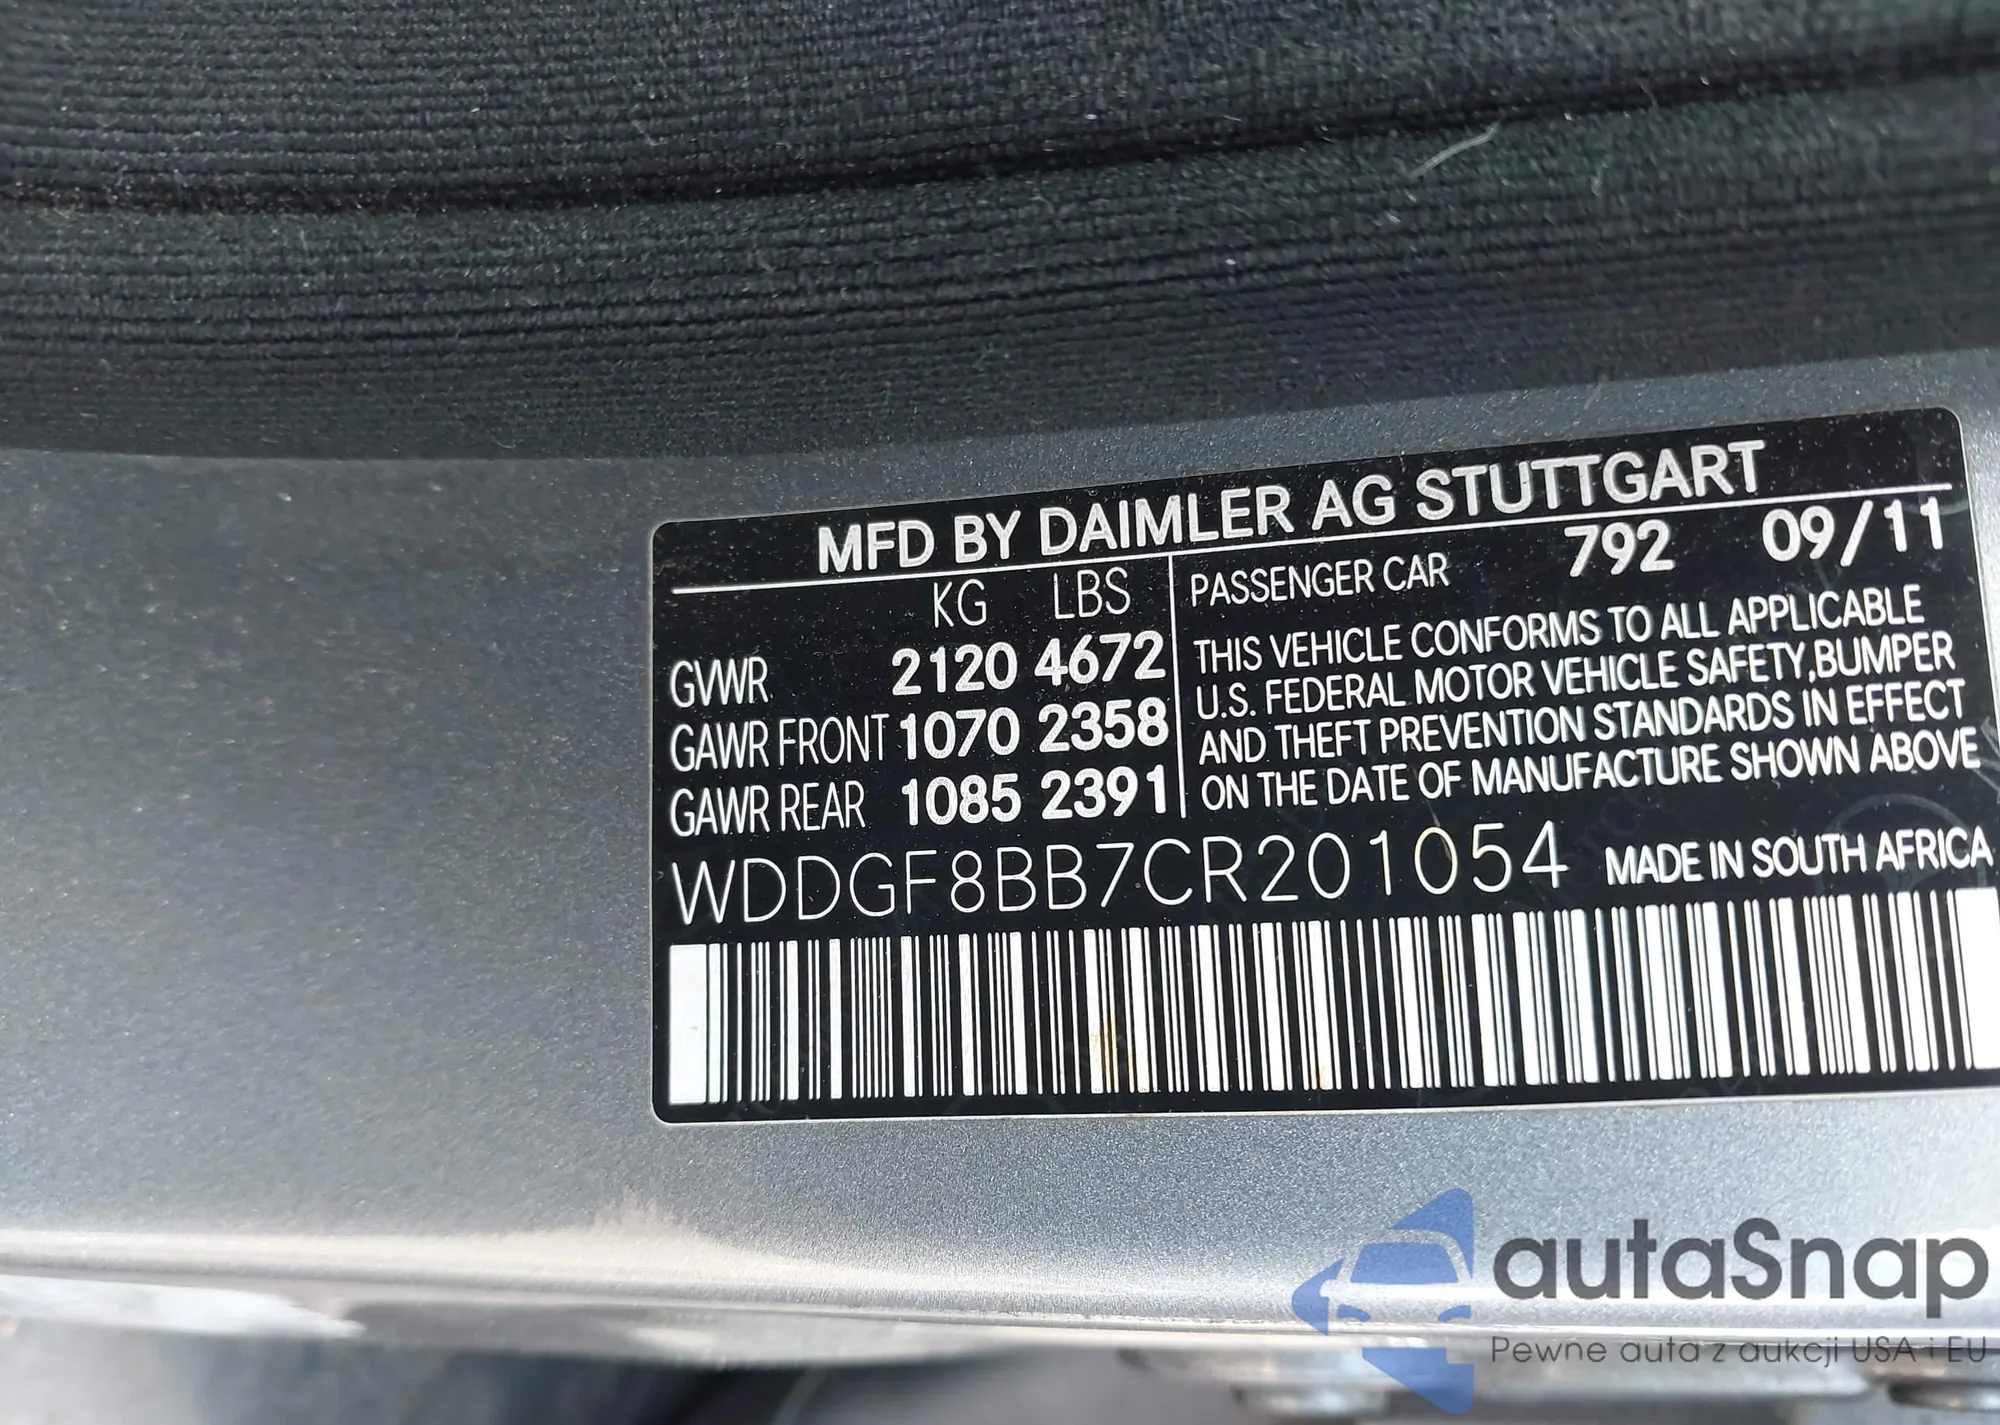 MFD BY DAIMLER AG STUTTGART
KG LBS
GVWR 2120 4672
GAWR FRONT 1070 2358
GAWR REAR 1085 2391
PASSENGER CAR 792 09/11
THIS VEHICLE CONFORMS TO ALL APPLICABLE
U.S. FEDERAL MOTOR VEHICLE SAFETY, BUMPER
AND THEFT PREVENTION STANDARDS IN EFFECT
ON THE DATE OF MANUFACTURE SHOWN ABOVE
WDDGF8BB7CR201054 MADE IN SOUTH AFRICA
autaSnap
Pewne auta z aukcji USA i EU